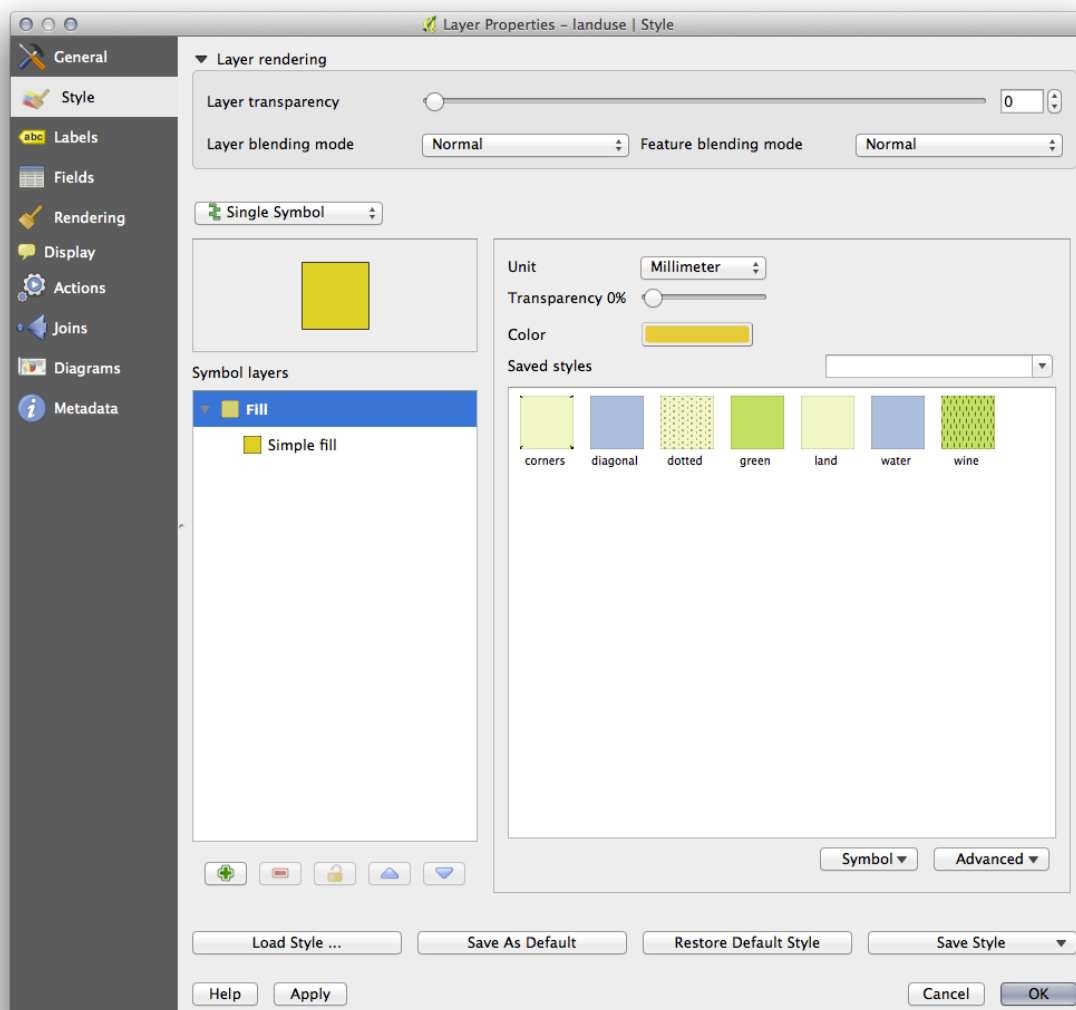 Layer Properties – landuse | Style
General
Style
abc Labels
Fields
Rendering
Display
Actions
Joins
Diagrams
Metadata
Layer rendering
Layer transparency 0
Layer blending mode Normal Feature blending mode Normal
Single Symbol
Unit Millimeter
Transparency 0%
Color
Saved styles
Symbol layers
Fill
Simple fill
corners diagonal dotted green land water wine
Symbol Advanced
Load Style ... Save As Default Restore Default Style Save Style
Help Apply Cancel OK